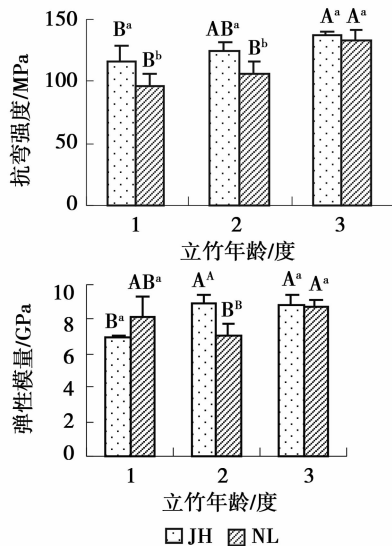 150
100
50
0
抗弯强度/MPa
Bᵃ Bᵇ ABᵃ Bᵇ Aᵃ Aᵃ
1 2 3
立竹年龄/度
10
8
6
4
2
0
弹性模量/GPa
Bᵃ ABᵃ Aᴬ Bᴮ Aᵃ Aᵃ
1 2 3
立竹年龄/度
JH NL